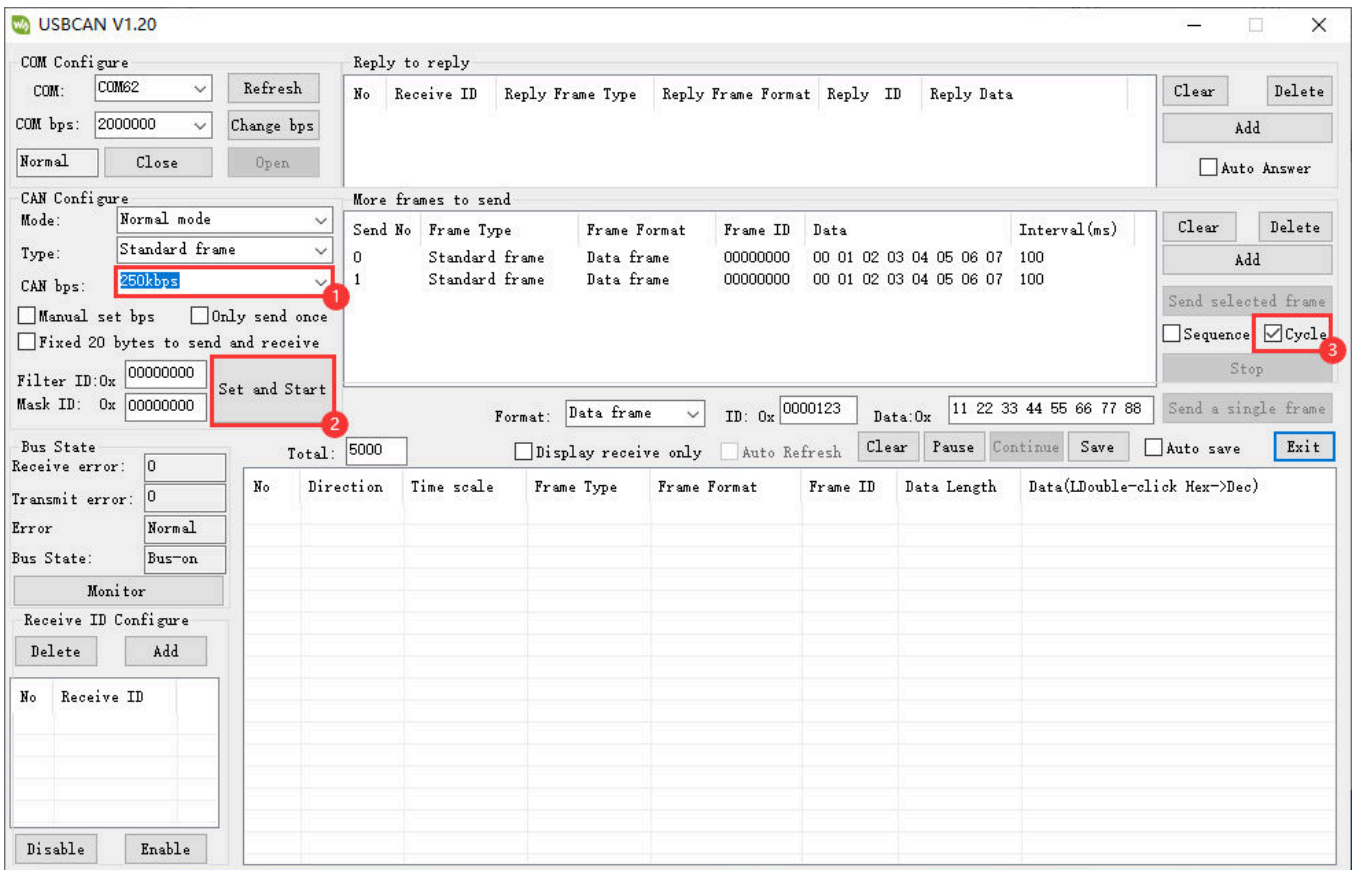 USBCAN V1.20
COM Configure
COM: COM62 Refresh
COM bps: 2000000 Change bps
Normal Close Open
Reply to reply
No Receive ID Reply Frame Type Reply Frame Format Reply ID Reply Data
Clear Delete
Add
Auto Answer
CAN Configure
Mode: Normal mode
Type: Standard frame
CAN bps: 250kbps
1
Manual set bps Only send once
Fixed 20 bytes to send and receive
Filter ID:0x 00000000
Mask ID: 0x 00000000
Set and Start
2
More frames to send
Send No Frame Type Frame Format Frame ID Data Interval(ms)
0 Standard frame Data frame 00000000 00 01 02 03 04 05 06 07 100
1 Standard frame Data frame 00000000 00 01 02 03 04 05 06 07 100
Clear Delete
Add
Send selected frame
Sequence Cycle
3
Stop
Format: Data frame ID: 0x 0000123 Data:0x 11 22 33 44 55 66 77 88 Send a single frame
Total: 5000 Display receive only Auto Refresh Clear Pause Continue Save Auto save Exit
Bus State
Receive error: 0
Transmit error: 0
Error Normal
Bus State: Bus-on
Monitor
No Direction Time scale Frame Type Frame Format Frame ID Data Length Data(LDouble-click Hex->Dec)
Receive ID Configure
Delete Add
No Receive ID
Disable Enable